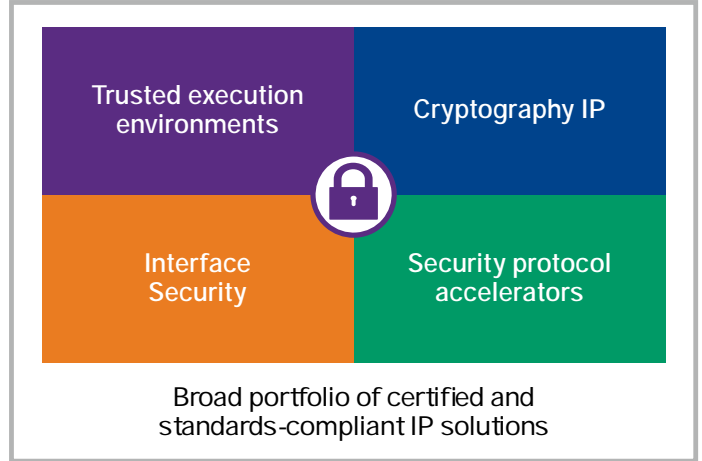 Trusted execution
environments
Cryptography IP
Interface
Security
Security protocol
accelerators
Broad portfolio of certified and
standards-compliant IP solutions